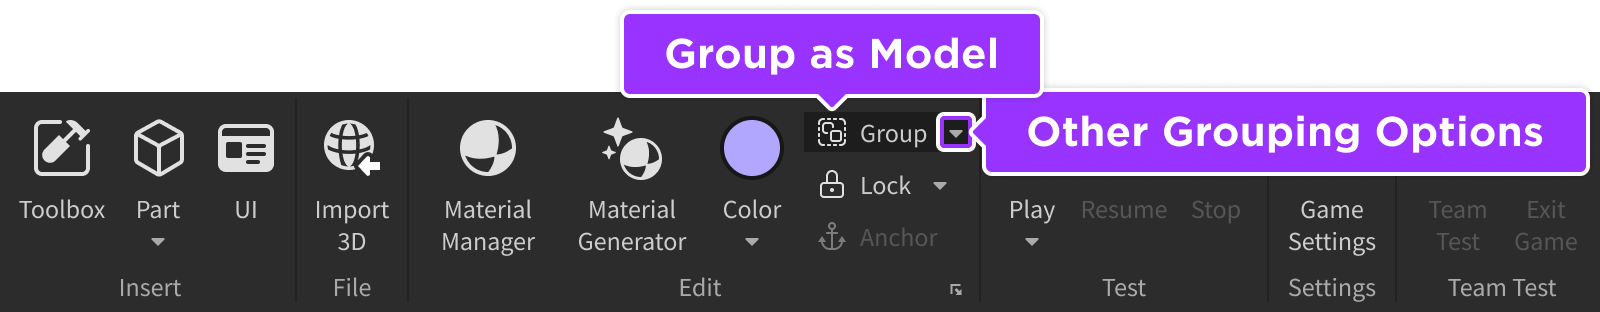 Group as Model
Other Grouping Options
Toolbox
Part
UI
Insert
Import
3D
File
Material
Manager
Material
Generator
Color
Group
Lock
Anchor
Edit
Play
Resume
Stop
Test
Game
Settings
Settings
Team
Test
Exit
Game
Team Test